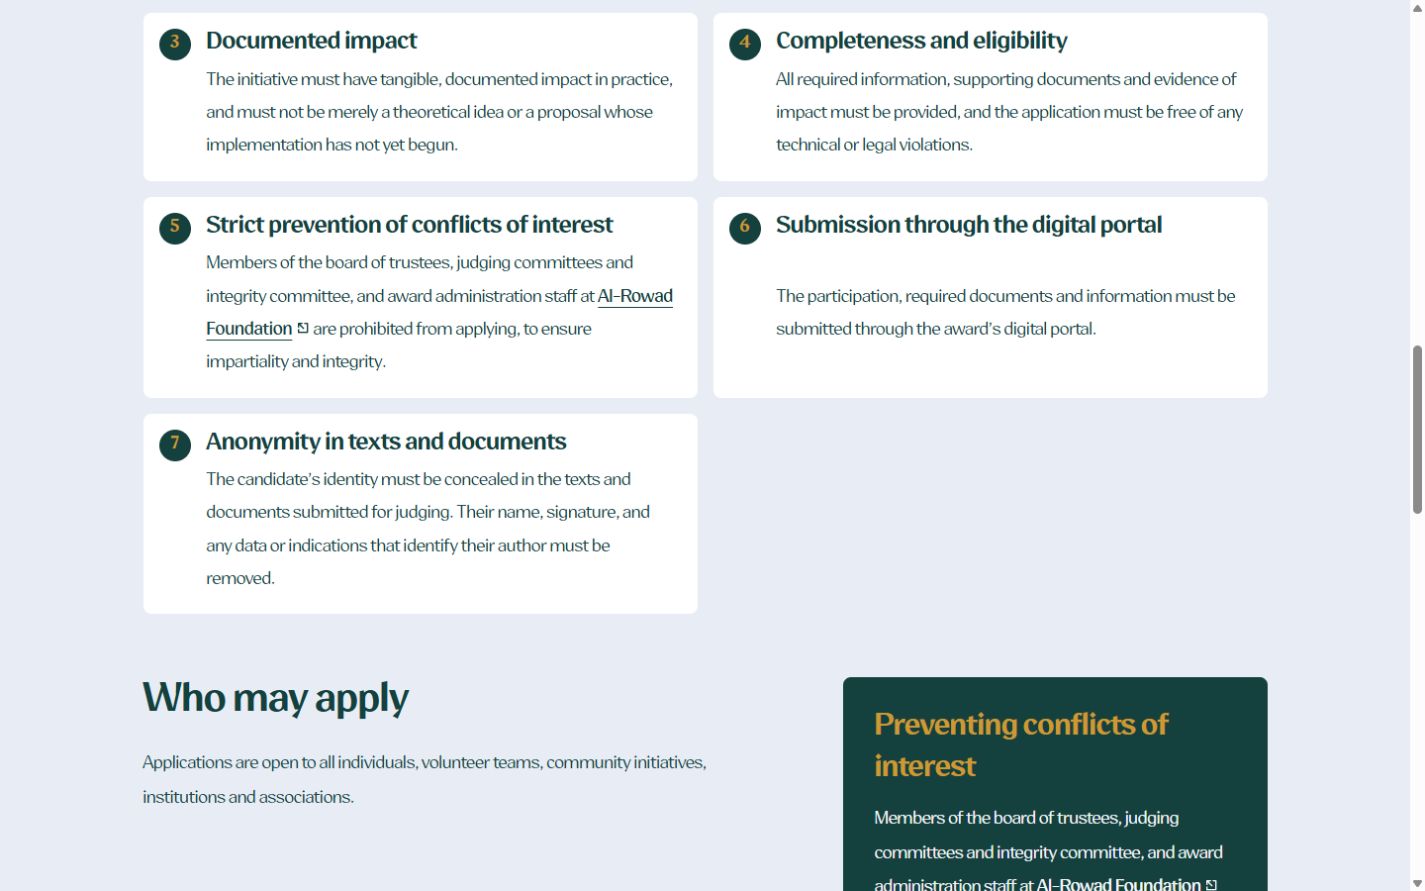 3
Documented impact
The initiative must have tangible, documented impact in practice,
and must not be merely a theoretical idea or a proposal whose
implementation has not yet begun.
4
Completeness and eligibility
All required information, supporting documents and evidence of
impact must be provided, and the application must be free of any
technical or legal violations.
5
Strict prevention of conflicts of interest
Members of the board of trustees, judging committees and
integrity committee, and award administration staff at Al-Rowad
Foundation are prohibited from applying, to ensure
impartiality and integrity.
6
Submission through the digital portal
The participation, required documents and information must be
submitted through the award's digital portal.
7
Anonymity in texts and documents
The candidate's identity must be concealed in the texts and
documents submitted for judging. Their name, signature, and
any data or indications that identify their author must be
removed.
Who may apply
Applications are open to all individuals, volunteer teams, community initiatives,
institutions and associations.
Preventing conflicts of
interest
Members of the board of trustees, judging
committees and integrity committee, and award
administration staff at Al-Rowad Foundation